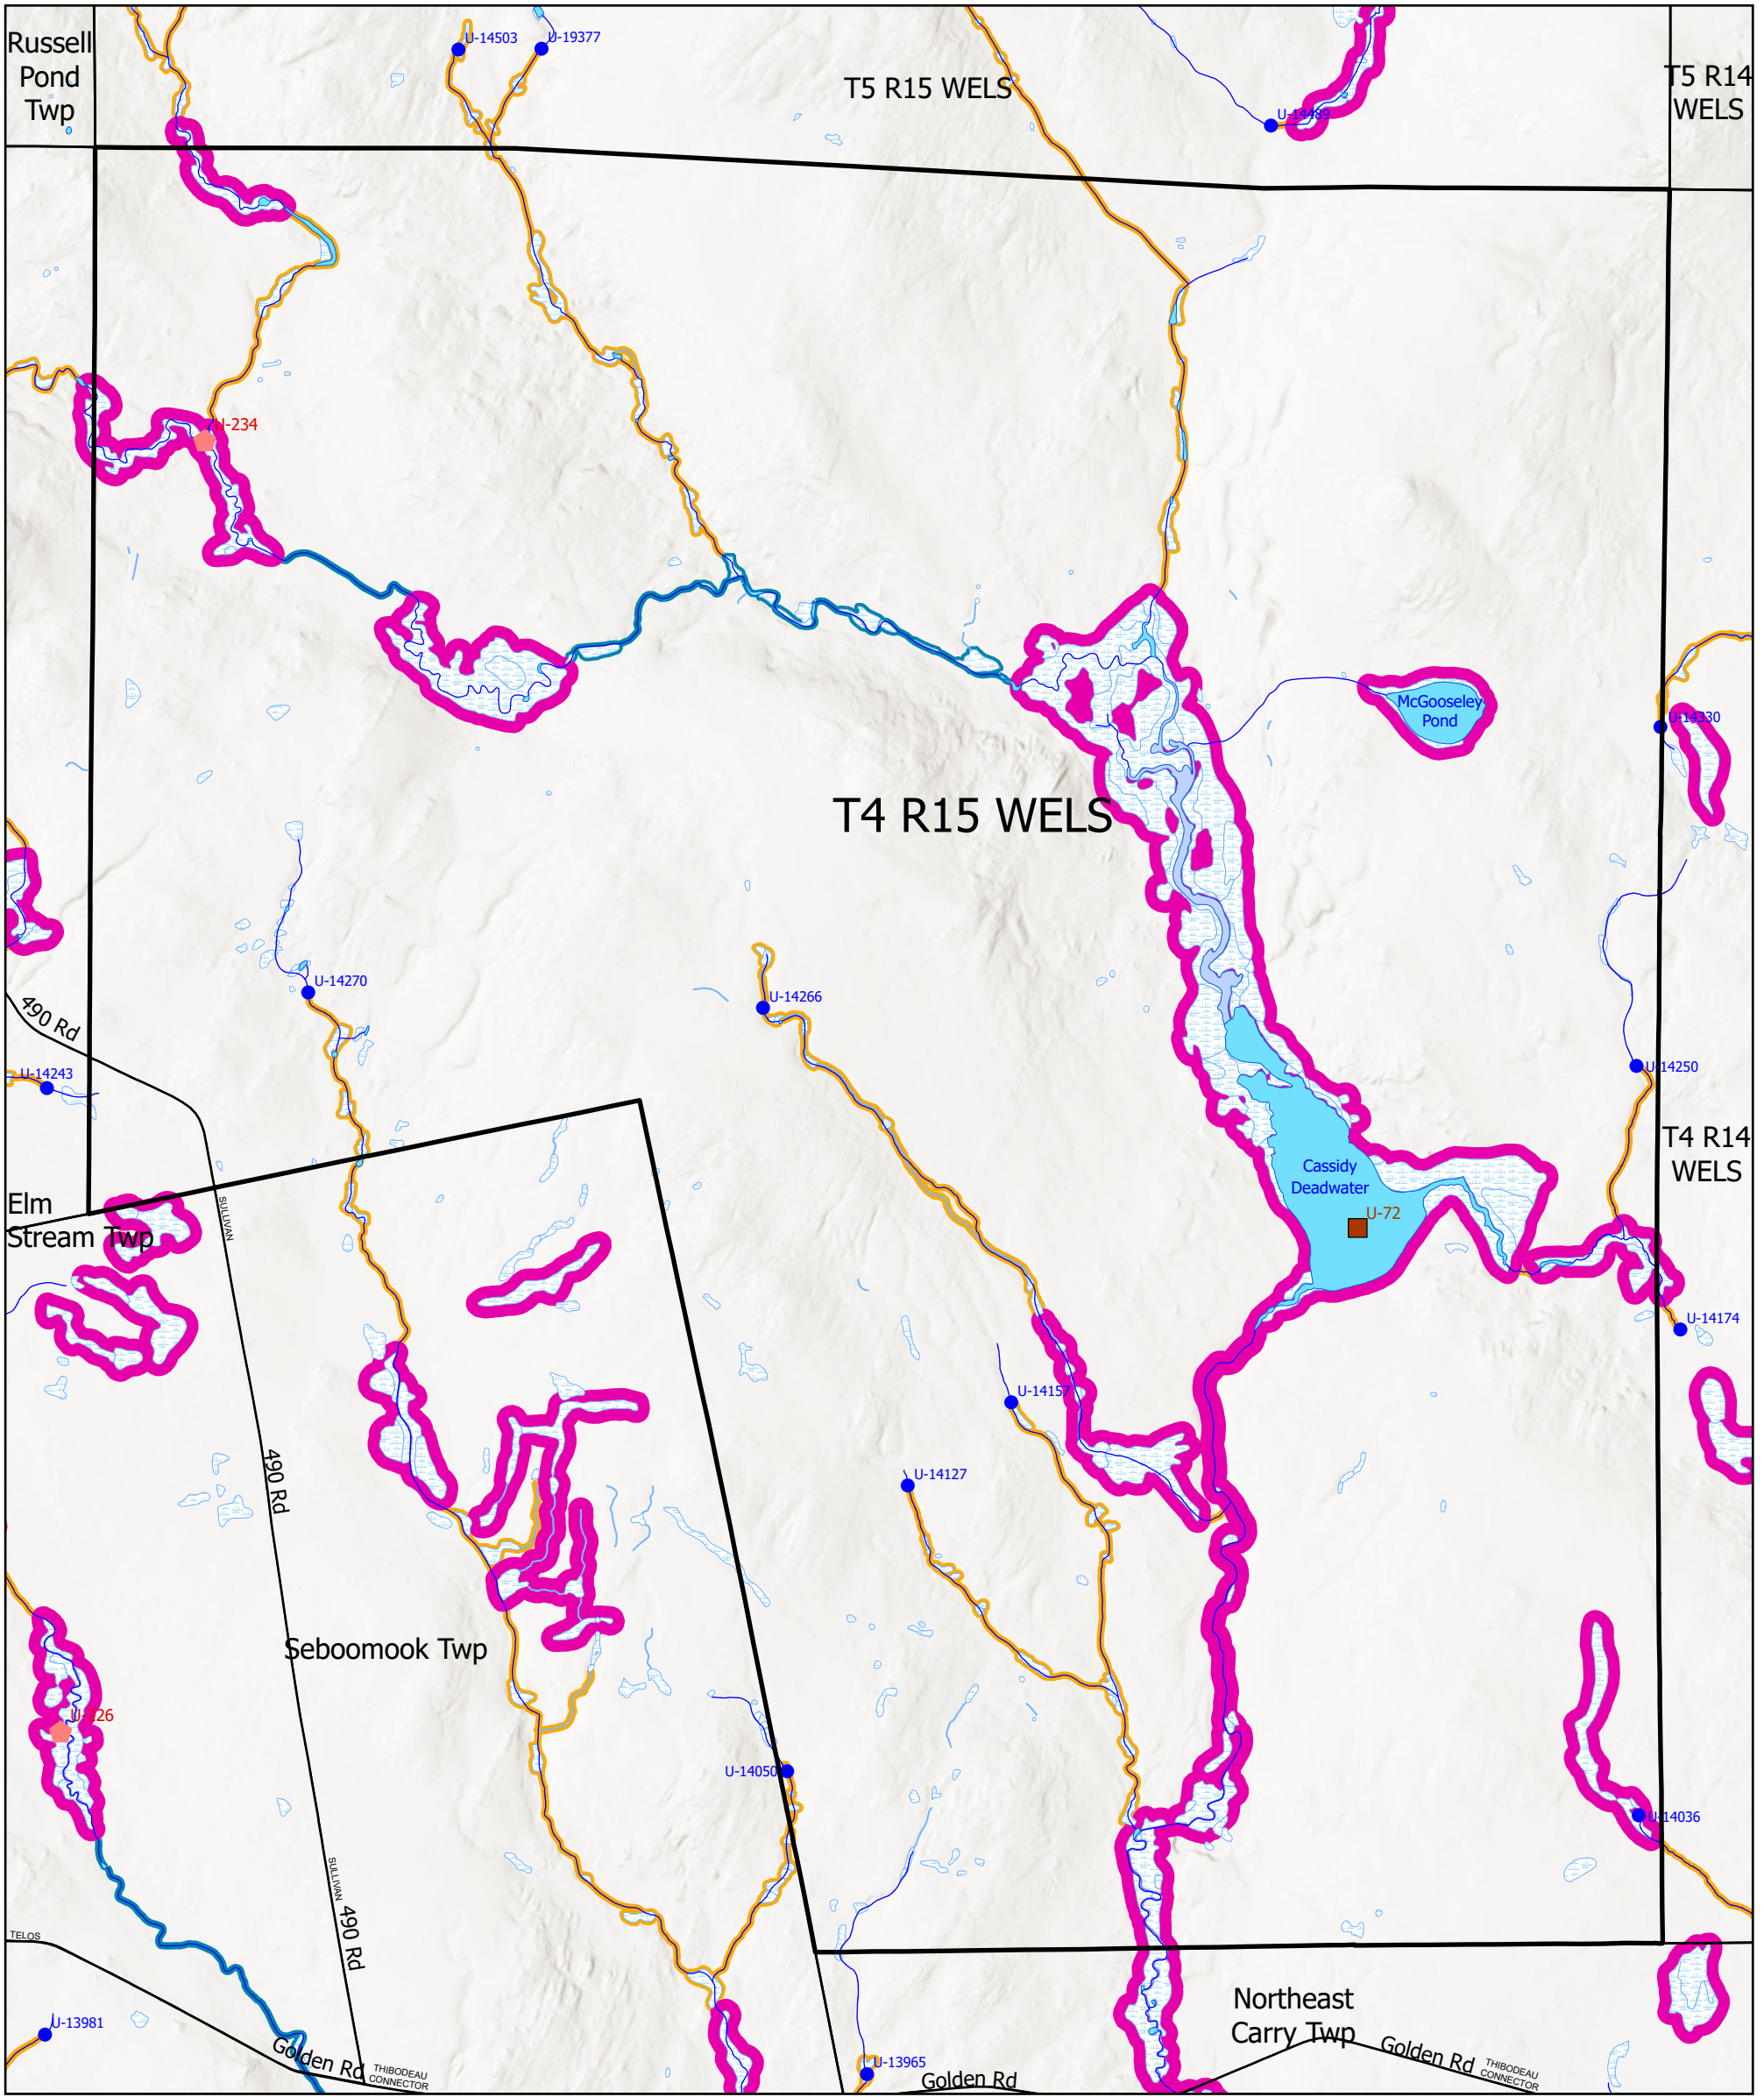 Russell
Pond
Twp
U-14503
U-19377
T5 R15 WELS
U-14489
T5 R14
WELS
U-234
McGooseley
Pond
U-14330
T4 R15 WELS
U-14270
U-14266
490 Rd
U-14243
U-14250
T4 R14
WELS
Cassidy
Deadwater
U-72
Elm
Stream Twp
SULLIVAN
U-14174
U-14157
490 Rd
U-14127
Seboomook Twp
U-226
U-14050
U-14036
SULLIVAN
490 Rd
TELOS
Northeast
Carry Twp
U-13981
Golden Rd
THIBODEAU
CONNECTOR
U-13965
Golden Rd
Golden Rd
THIBODEAU
CONNECTOR